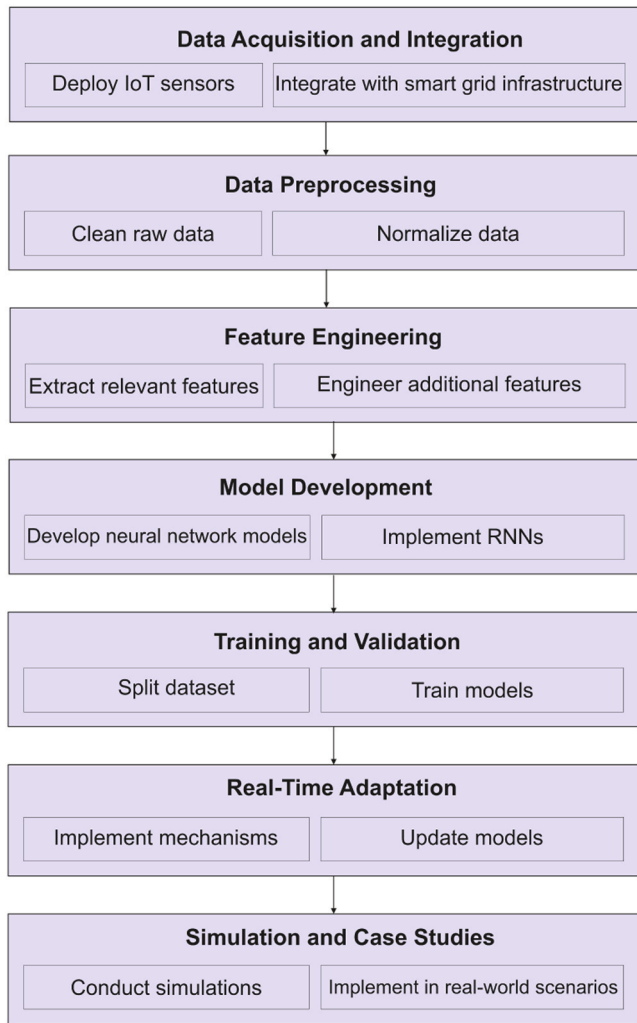 Data Acquisition and Integration
Deploy IoT sensors
Integrate with smart grid infrastructure
Data Preprocessing
Clean raw data
Normalize data
Feature Engineering
Extract relevant features
Engineer additional features
Model Development
Develop neural network models
Implement RNNs
Training and Validation
Split dataset
Train models
Real-Time Adaptation
Implement mechanisms
Update models
Simulation and Case Studies
Conduct simulations
Implement in real-world scenarios